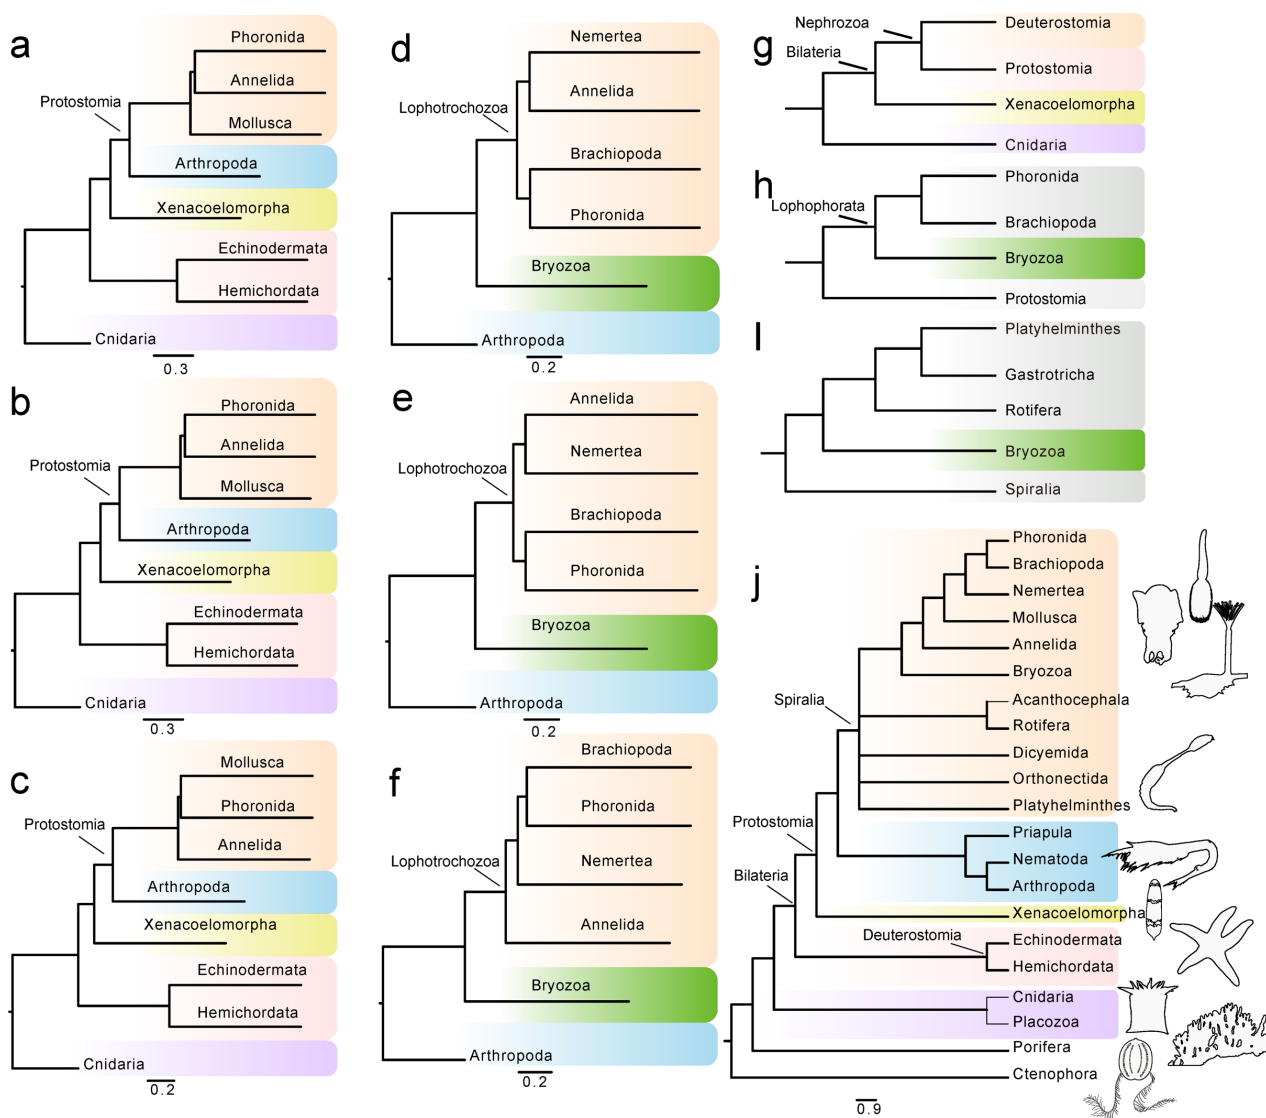 a
Phoronida
Annelida
Protostomia
Mollusca
Arthropoda
Xenacoelomorpha
Echinodermata
Hemichordata
Cnidaria
0.3
b
Phoronida
Annelida
Protostomia
Mollusca
Arthropoda
Xenacoelomorpha
Echinodermata
Hemichordata
Cnidaria
0.3
c
Mollusca
Phoronida
Protostomia
Annelida
Arthropoda
Xenacoelomorpha
Echinodermata
Hemichordata
Cnidaria
0.2
d
Nemertea
Annelida
Lophotrochozoa
Brachiopoda
Phoronida
Bryozoa
Arthropoda
0.2
e
Annelida
Nemertea
Lophotrochozoa
Brachiopoda
Phoronida
Bryozoa
Arthropoda
0.2
f
Brachiopoda
Phoronida
Nemertea
Lophotrochozoa
Annelida
Bryozoa
Arthropoda
0.2
g
Nephrozoa
Deuterostomia
Bilateria
Protostomia
Xenacoelomorpha
Cnidaria
h
Phoronida
Lophophorata
Brachiopoda
Bryozoa
Protostomia
I
Platyhelminthes
Gastrotricha
Rotifera
Bryozoa
Spiralia
j
Phoronida
Brachiopoda
Nemertea
Mollusca
Annelida
Bryozoa
Spiralia
Acanthocephala
Rotifera
Dicyemida
Orthonectida
Platyhelminthes
Protostomia
Priapula
Nematoda
Bilateria
Arthropoda
Xenacoelomorpha
Deuterostomia
Echinodermata
Hemichordata
Cnidaria
Placozoa
Porifera
Ctenophora
0.9